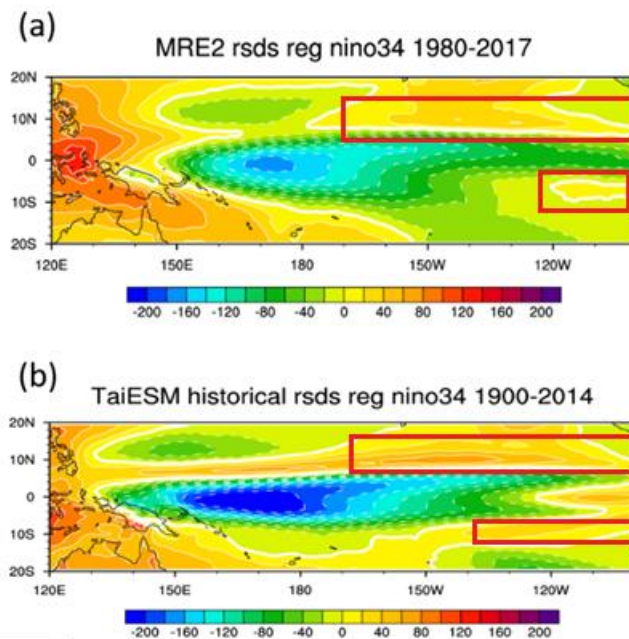 (a)
MRE2 rsds reg nino34 1980-2017
20N
10N
0
10S
20S
120E 150E 180 150W 120W
-200 -160 -120 -80 -40 0 40 80 120 160 200
(b)
TaiESM historical rsds reg nino34 1900-2014
20N
10N
0
10S
20S
120E 150E 180 150W 120W
-200 -160 -120 -80 -40 0 40 80 120 160 200